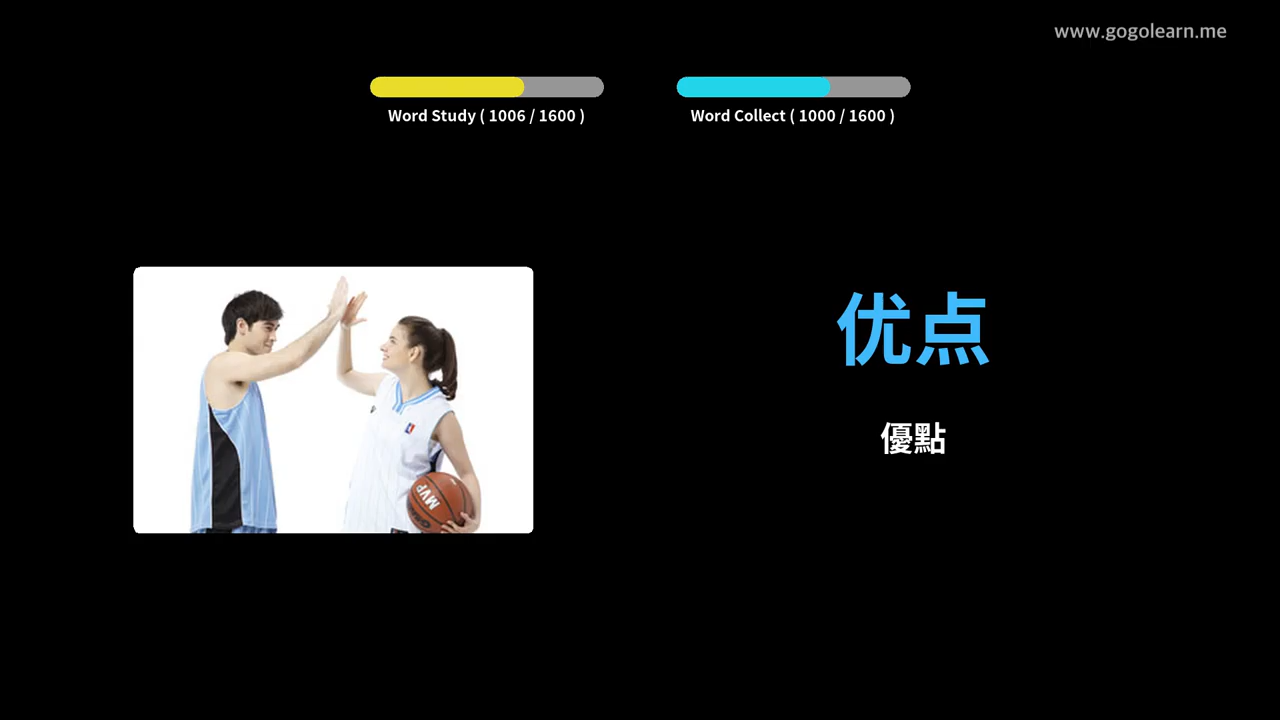 www.gogolearn.me
Word Study ( 1006 / 1600 )
Word Collect ( 1000 / 1600 )
优点
優點
MVP